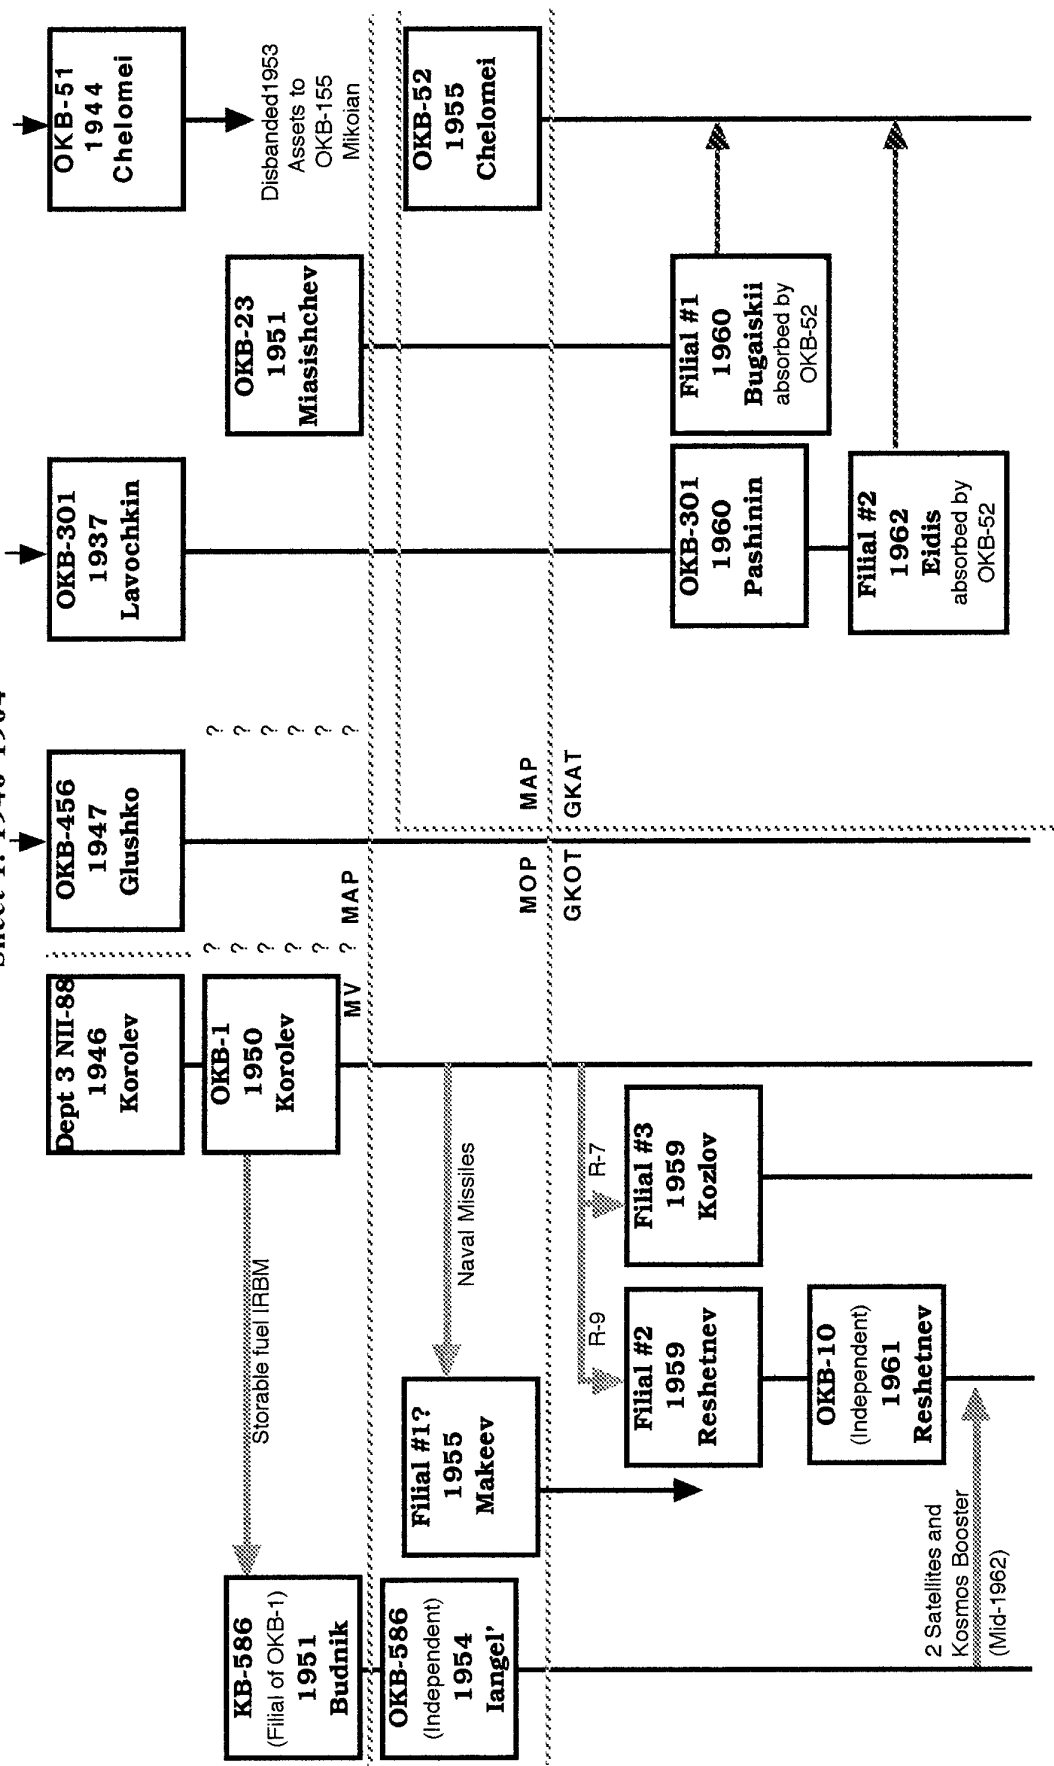 Dept 3 NII-88
1946
Korolev
OKB-456
1947
Glushko
OKB-301
1937
Lavochkin
OKB-51
1944
Chelomei
KB-586
(Filial of OKB-1)
1951
Budnik
Storable fuel IRBM
OKB-1
1950
Korolev
? ? ? ? ? ?
? ? ? ? ? ?
MV
MAP
OKB-23
1951
Miasishchev
Disbanded1953
Assets to
OKB-155
Mikoian
OKB-586
(Independent)
1954
Iangel'
Filial #1?
1955
Makeev
Naval Missiles
OKB-52
1955
Chelomei
MOP
MAP
GKOT
GKAT
R-9
R-7
Filial #2
1959
Reshetnev
Filial #3
1959
Kozlov
OKB-301
1960
Pashinin
Filial #1
1960
Bugaiskii
absorbed by
OKB-52
OKB-10
(Independent)
1961
Reshetnev
Filial #2
1962
Eidis
absorbed by
OKB-52
2 Satellites and
Kosmos Booster
(Mid-1962)